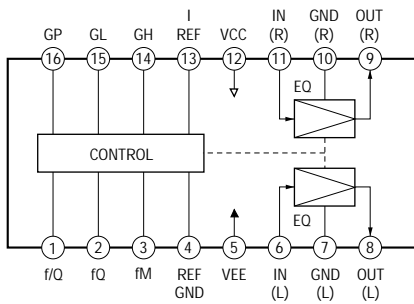 GP GL GH I REF VCC IN (R) GND (R) OUT (R)
16 15 14 13 12 11 10 9
EQ
CONTROL
EQ
1 2 3 4 5 6 7 8
f/Q fQ fM REF GND VEE IN (L) GND (L) OUT (L)